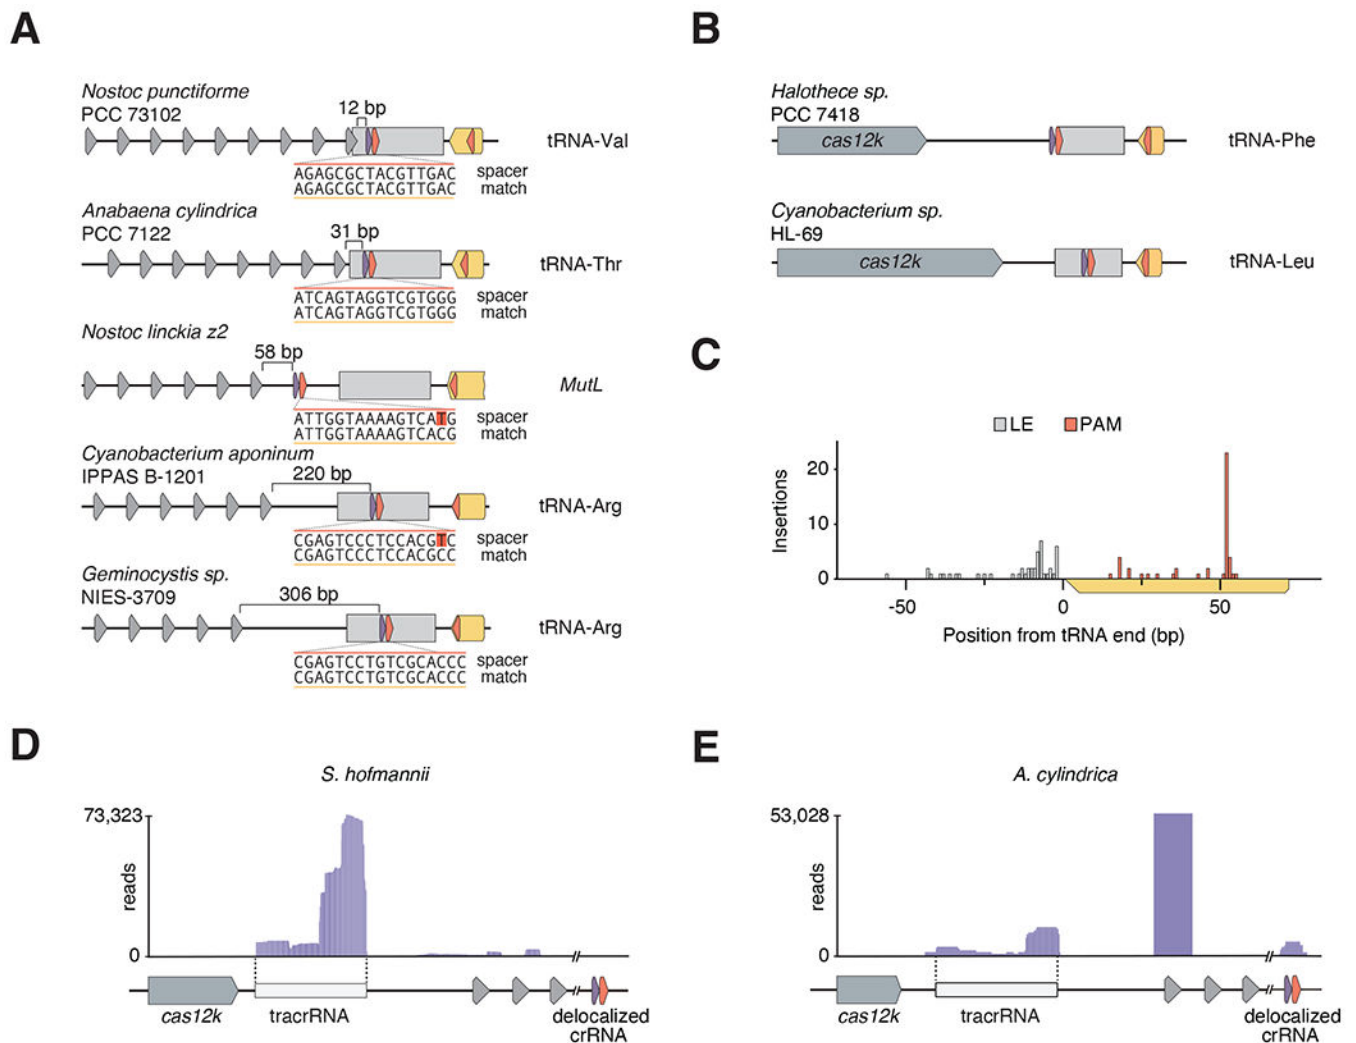 A
Nostoc punctiforme
PCC 73102
12 bp
tRNA-Val
AGAGCGCTACGTTGAC spacer
AGAGCGCTACGTTGAC match
Anabaena cylindrica
PCC 7122
31 bp
tRNA-Thr
ATCAGTAGGTCGTGGG spacer
ATCAGTAGGTCGTGGG match
Nostoc linckia z2
58 bp
MutL
ATTGGTAAAAGTCATG spacer
ATTGGTAAAAGTCACG match
Cyanobacterium aponinum
IPPAS B-1201
220 bp
tRNA-Arg
CGAGTCCCTCCACGTC spacer
CGAGTCCCTCCACGCC match
Geminocystis sp.
NIES-3709
306 bp
tRNA-Arg
CGAGTCCTGTCGCACCC spacer
CGAGTCCTGTCGCACCC match
B
Halothece sp.
PCC 7418
cas12k
tRNA-Phe
Cyanobacterium sp.
HL-69
cas12k
tRNA-Leu
C
LE PAM
Insertions
20
10
0
-50 0 50
Position from tRNA end (bp)
D
S. hofmannii
73,323
reads
0
//
//
cas12k tracrRNA delocalized
crRNA
E
A. cylindrica
53,028
reads
0
//
//
cas12k tracrRNA delocalized
crRNA